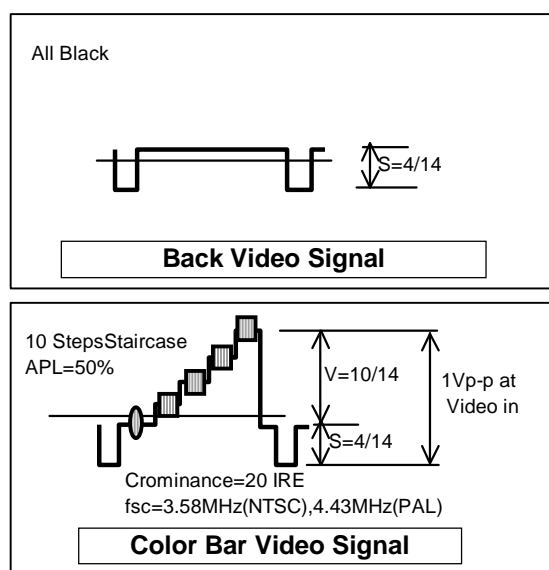 All Black
S=4/14
Back Video Signal
10 StepsStaircase
APL=50%
V=10/14
1Vp-p at
Video in
S=4/14
Crominance=20 IRE
fsc=3.58MHz(NTSC),4.43MHz(PAL)
Color Bar Video Signal